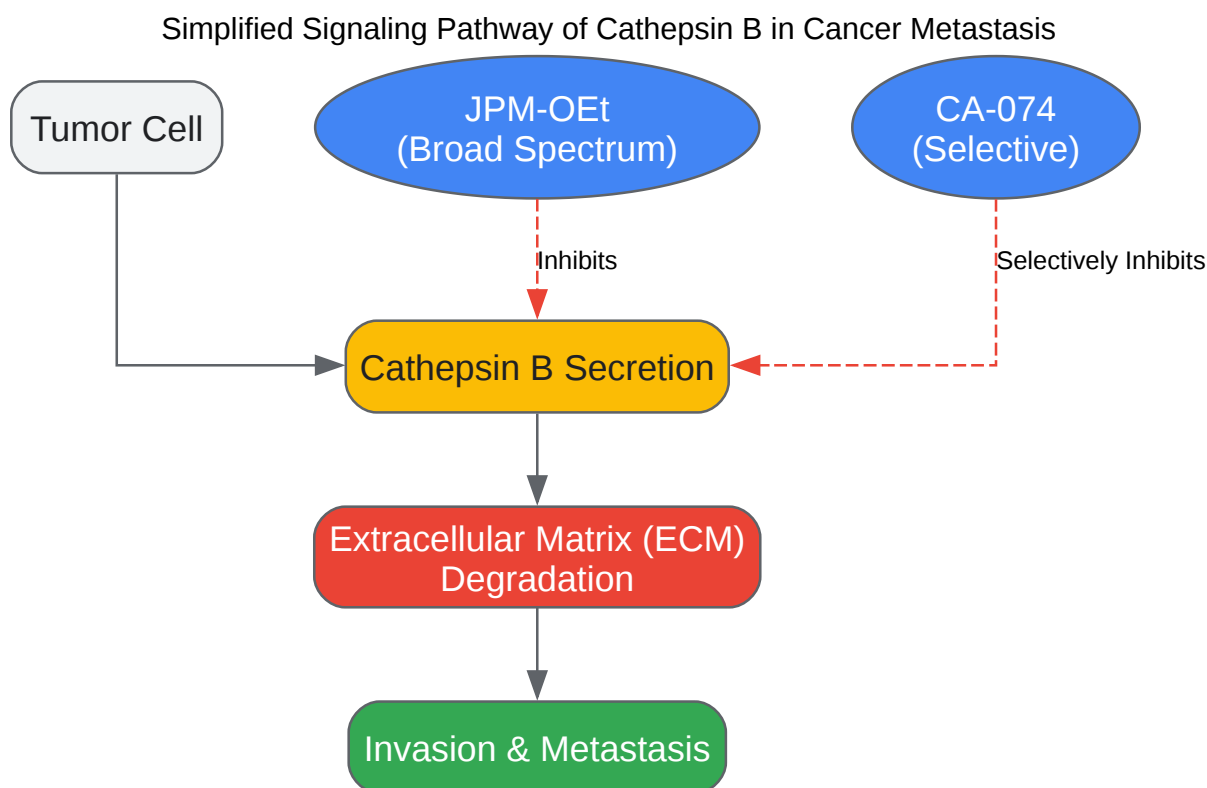 Simplified Signaling Pathway of Cathepsin B in Cancer Metastasis
Tumor Cell
JPM-OEt
(Broad Spectrum)
CA-074
(Selective)
Inhibits
Selectively Inhibits
Cathepsin B Secretion
Extracellular Matrix (ECM)
Degradation
Invasion & Metastasis